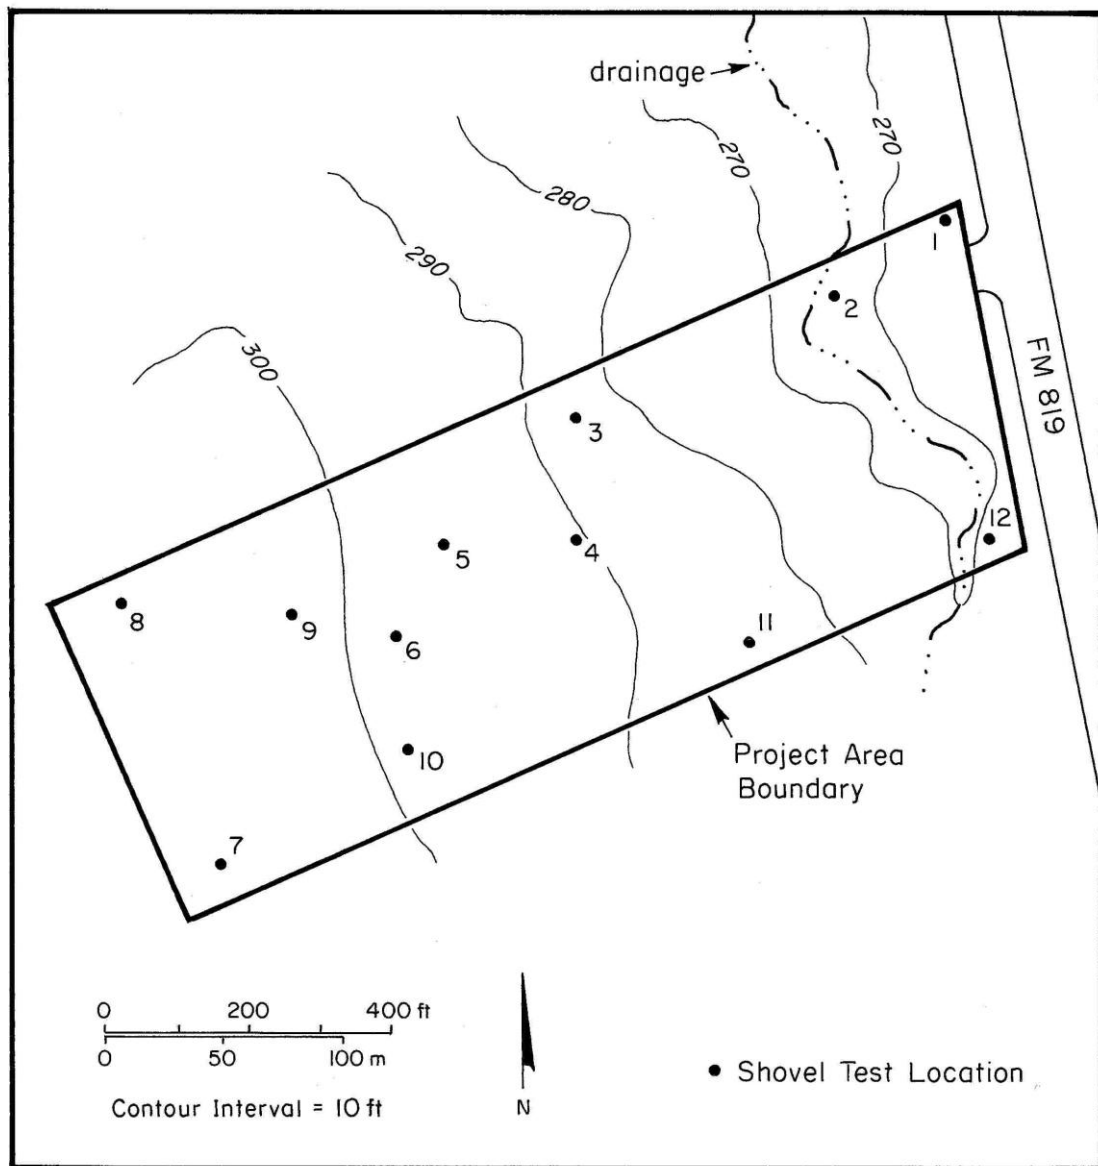 drainage
270
270
280
290
300
1
2
3
4
5
6
7
8
9
10
11
12
FM 819
Project Area
Boundary
0 200 400 ft
0 50 100 m
Contour Interval = 10 ft
N
Shovel Test Location